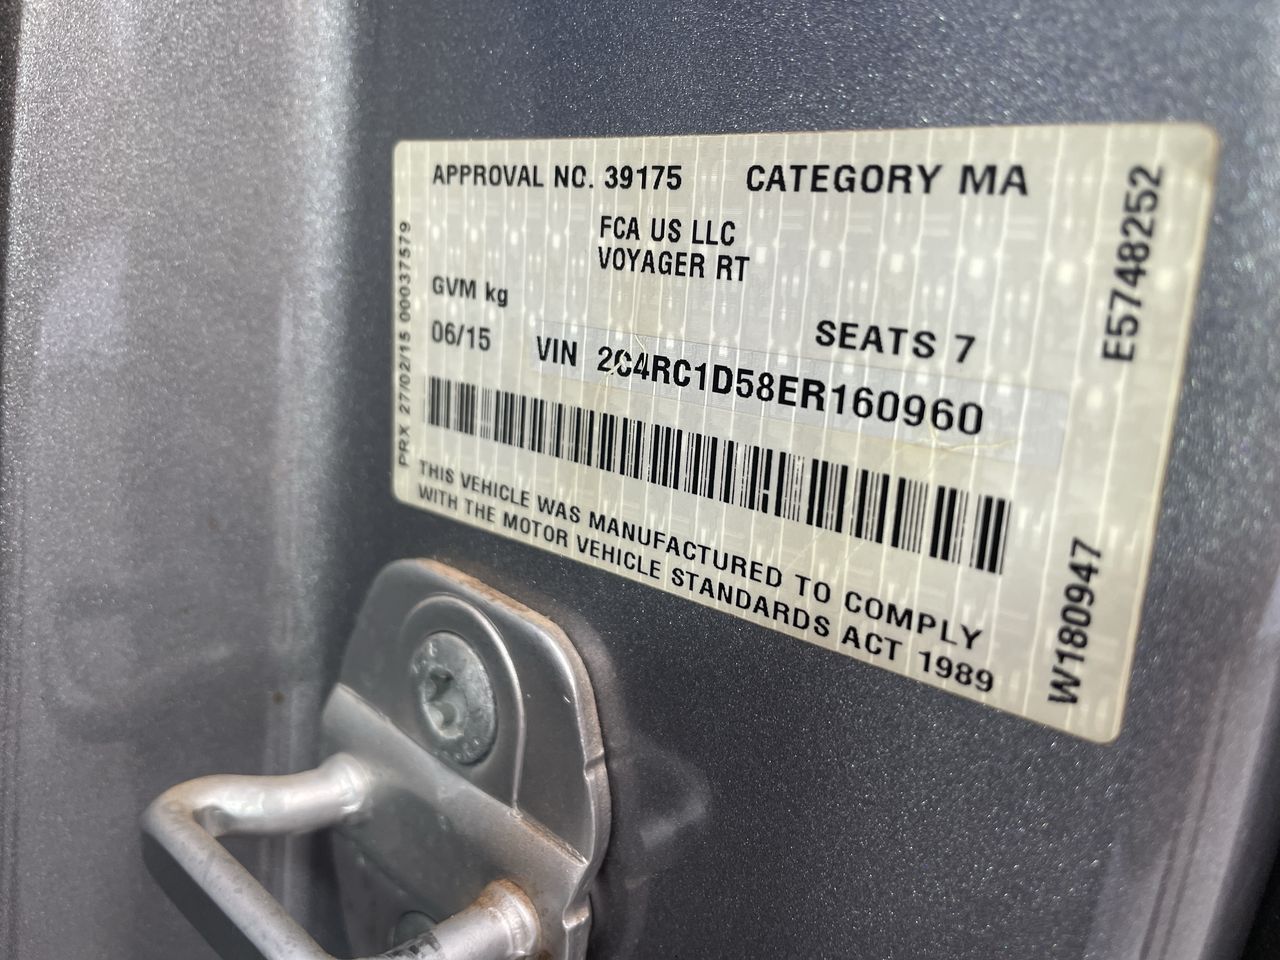 APPROVAL NO. 39175 CATEGORY MA
FCA US LLC
VOYAGER RT
GVM kg
SEATS 7
06/15 VIN 2C4RC1D58ER160960
THIS VEHICLE WAS MANUFACTURED TO COMPLY
WITH THE MOTOR VEHICLE STANDARDS ACT 1989
PRX 27/02/15 00037579
E5748252
W180947